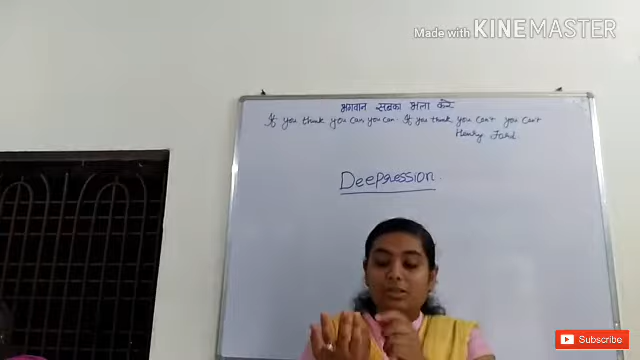 Made with KINEMASTER
भगवान सबका भला करे
If you think you can you can. If you think you can't you can't
Henry Ford
Deepression
Subscribe